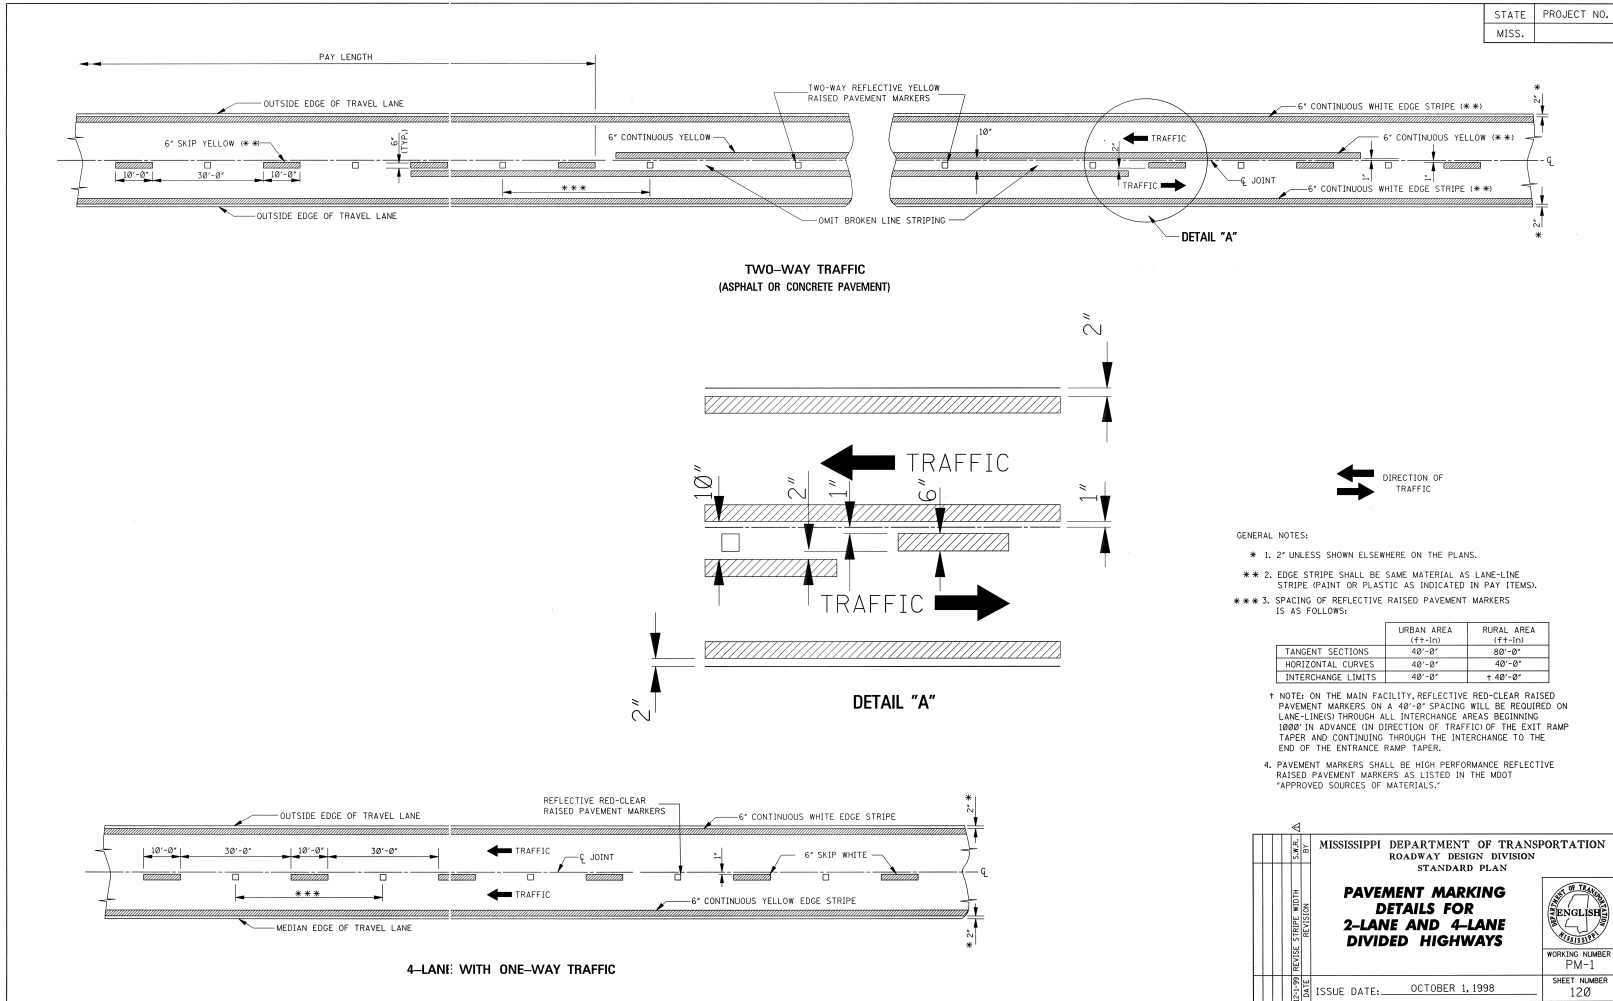 STATE PROJECT NO.
MISS.
PAY LENGTH
OUTSIDE EDGE OF TRAVEL LANE
TWO-WAY REFLECTIVE YELLOW
RAISED PAVEMENT MARKERS
6" CONTINUOUS WHITE EDGE STRIPE (**)
2" *
6" SKIP YELLOW (**)
6" (TYP.)
6" CONTINUOUS YELLOW
10"
TRAFFIC
6" CONTINUOUS YELLOW (**)
2"
10'-0" 30'-0" 10'-0"
***
TRAFFIC
℄ JOINT
1" 1"
℄
6" CONTINUOUS WHITE EDGE STRIPE (**)
OUTSIDE EDGE OF TRAVEL LANE
OMIT BROKEN LINE STRIPING
* 2"
DETAIL "A"
TWO-WAY TRAFFIC
(ASPHALT OR CONCRETE PAVEMENT)
2"
TRAFFIC
10" 2" 1" 6" 1"
TRAFFIC
2"
DETAIL "A"
DIRECTION OF
TRAFFIC
GENERAL NOTES:
* 1. 2" UNLESS SHOWN ELSEWHERE ON THE PLANS.
** 2. EDGE STRIPE SHALL BE SAME MATERIAL AS LANE-LINE
STRIPE (PAINT OR PLASTIC AS INDICATED IN PAY ITEMS).
*** 3. SPACING OF REFLECTIVE RAISED PAVEMENT MARKERS
IS AS FOLLOWS:
URBAN AREA (ft-in) RURAL AREA (ft-in)
TANGENT SECTIONS 40'-0" 80'-0"
HORIZONTAL CURVES 40'-0" 40'-0"
INTERCHANGE LIMITS 40'-0" † 40'-0"
† NOTE: ON THE MAIN FACILITY, REFLECTIVE RED-CLEAR RAISED
PAVEMENT MARKERS ON A 40'-0" SPACING WILL BE REQUIRED ON
LANE-LINE(S) THROUGH ALL INTERCHANGE AREAS BEGINNING
1000' IN ADVANCE (IN DIRECTION OF TRAFFIC) OF THE EXIT RAMP
TAPER AND CONTINUING THROUGH THE INTERCHANGE TO THE
END OF THE ENTRANCE RAMP TAPER.
4. PAVEMENT MARKERS SHALL BE HIGH PERFORMANCE REFLECTIVE
RAISED PAVEMENT MARKERS AS LISTED IN THE MDOT
"APPROVED SOURCES OF MATERIALS."
REFLECTIVE RED-CLEAR
RAISED PAVEMENT MARKERS
OUTSIDE EDGE OF TRAVEL LANE
6" CONTINUOUS WHITE EDGE STRIPE
2" *
10'-0" 30'-0" 10'-0" 30'-0"
TRAFFIC
℄ JOINT
1"
6" SKIP WHITE
℄
***
TRAFFIC
6" CONTINUOUS YELLOW EDGE STRIPE
MEDIAN EDGE OF TRAVEL LANE
* 2"
4-LANE WITH ONE-WAY TRAFFIC
S.W.R. BY
REVISE STRIPE WIDTH REVISION
12-1-99 DATE
MISSISSIPPI DEPARTMENT OF TRANSPORTATION
ROADWAY DESIGN DIVISION
STANDARD PLAN
PAVEMENT MARKING
DETAILS FOR
2-LANE AND 4-LANE
DIVIDED HIGHWAYS
DEPARTMENT OF TRANSPORTATION
ENGLISH
MISSISSIPPI
WORKING NUMBER
PM-1
SHEET NUMBER
120
ISSUE DATE: OCTOBER 1, 1998